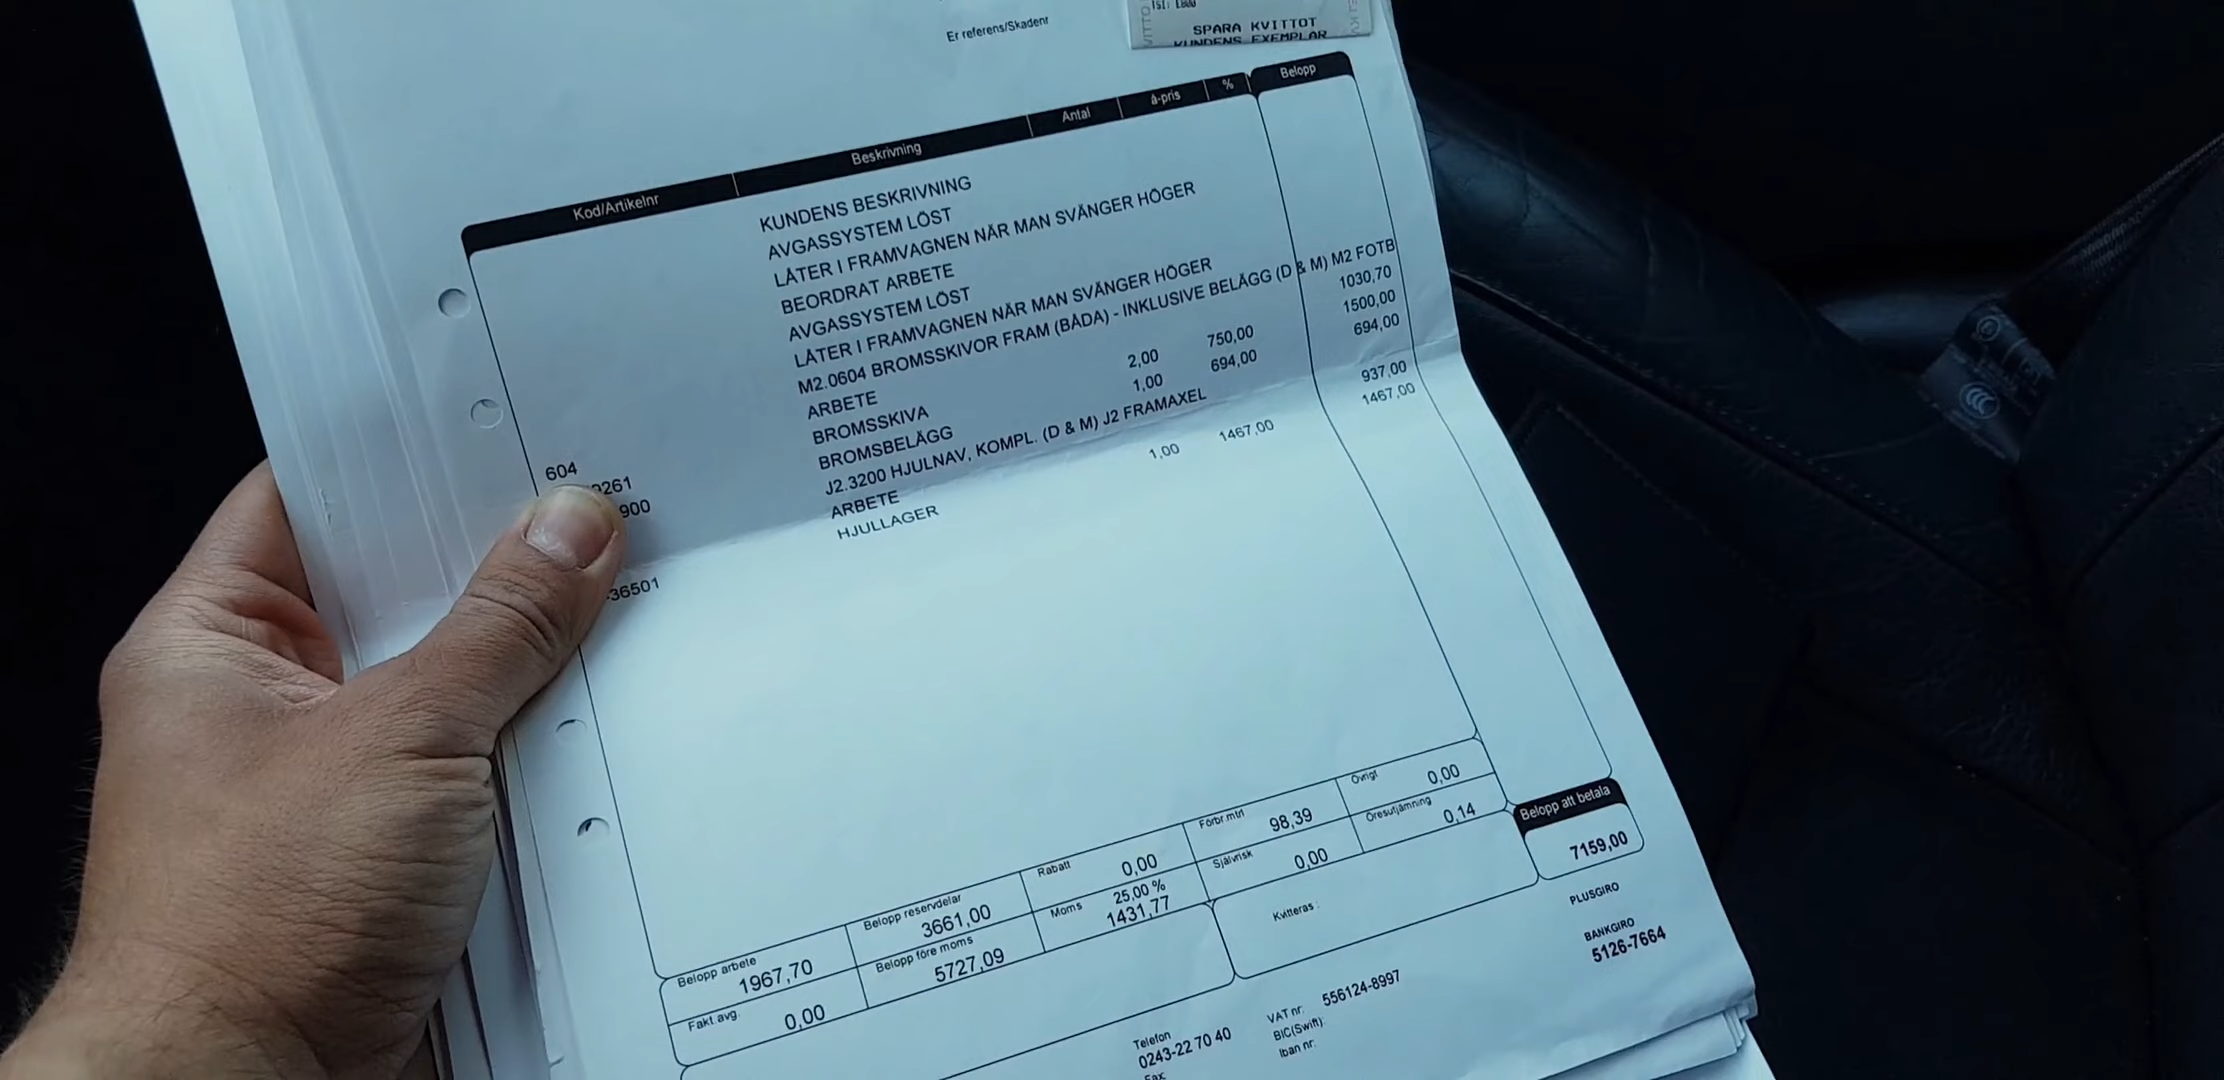 Er referens/Skadenr
SPARA KVITTOT
KUNDENS EXEMPLAR
Kod/Artikelnr Beskrivning Antal à-pris % Belopp
KUNDENS BESKRIVNING
AVGASSYSTEM LÖST
LÅTER I FRAMVAGNEN NÄR MAN SVÄNGER HÖGER
BEORDRAT ARBETE
AVGASSYSTEM LÖST
LÅTER I FRAMVAGNEN NÄR MAN SVÄNGER HÖGER
M2.0604 BROMSSKIVOR FRAM (BÅDA) - INKLUSIVE BELÄGG (D & M) M2 FOTB
604 ARBETE 1030,70
0261 BROMSSKIVA 2,00 750,00 1500,00
900 BROMSBELÄGG 1,00 694,00 694,00
J2.3200 HJULNAV, KOMPL. (D & M) J2 FRAMAXEL
ARBETE 937,00
36501 HJULLAGER 1,00 1467,00 1467,00
Belopp arbete Belopp reservdelar Rabatt Förbr.mtrl Övrigt
1967,70 3661,00 0,00 98,39 0,00
Fakt.avg. Belopp före moms Moms 25,00 % Självrisk Öresutjämning Belopp att betala
0,00 5727,09 1431,77 0,00 0,14 7159,00
Kvitteras :
PLUSGIRO
BANKGIRO
5126-7664
Telefon
0243-22 70 40
Fax
VAT nr. 556124-8997
BIC(Swift):
Iban nr: